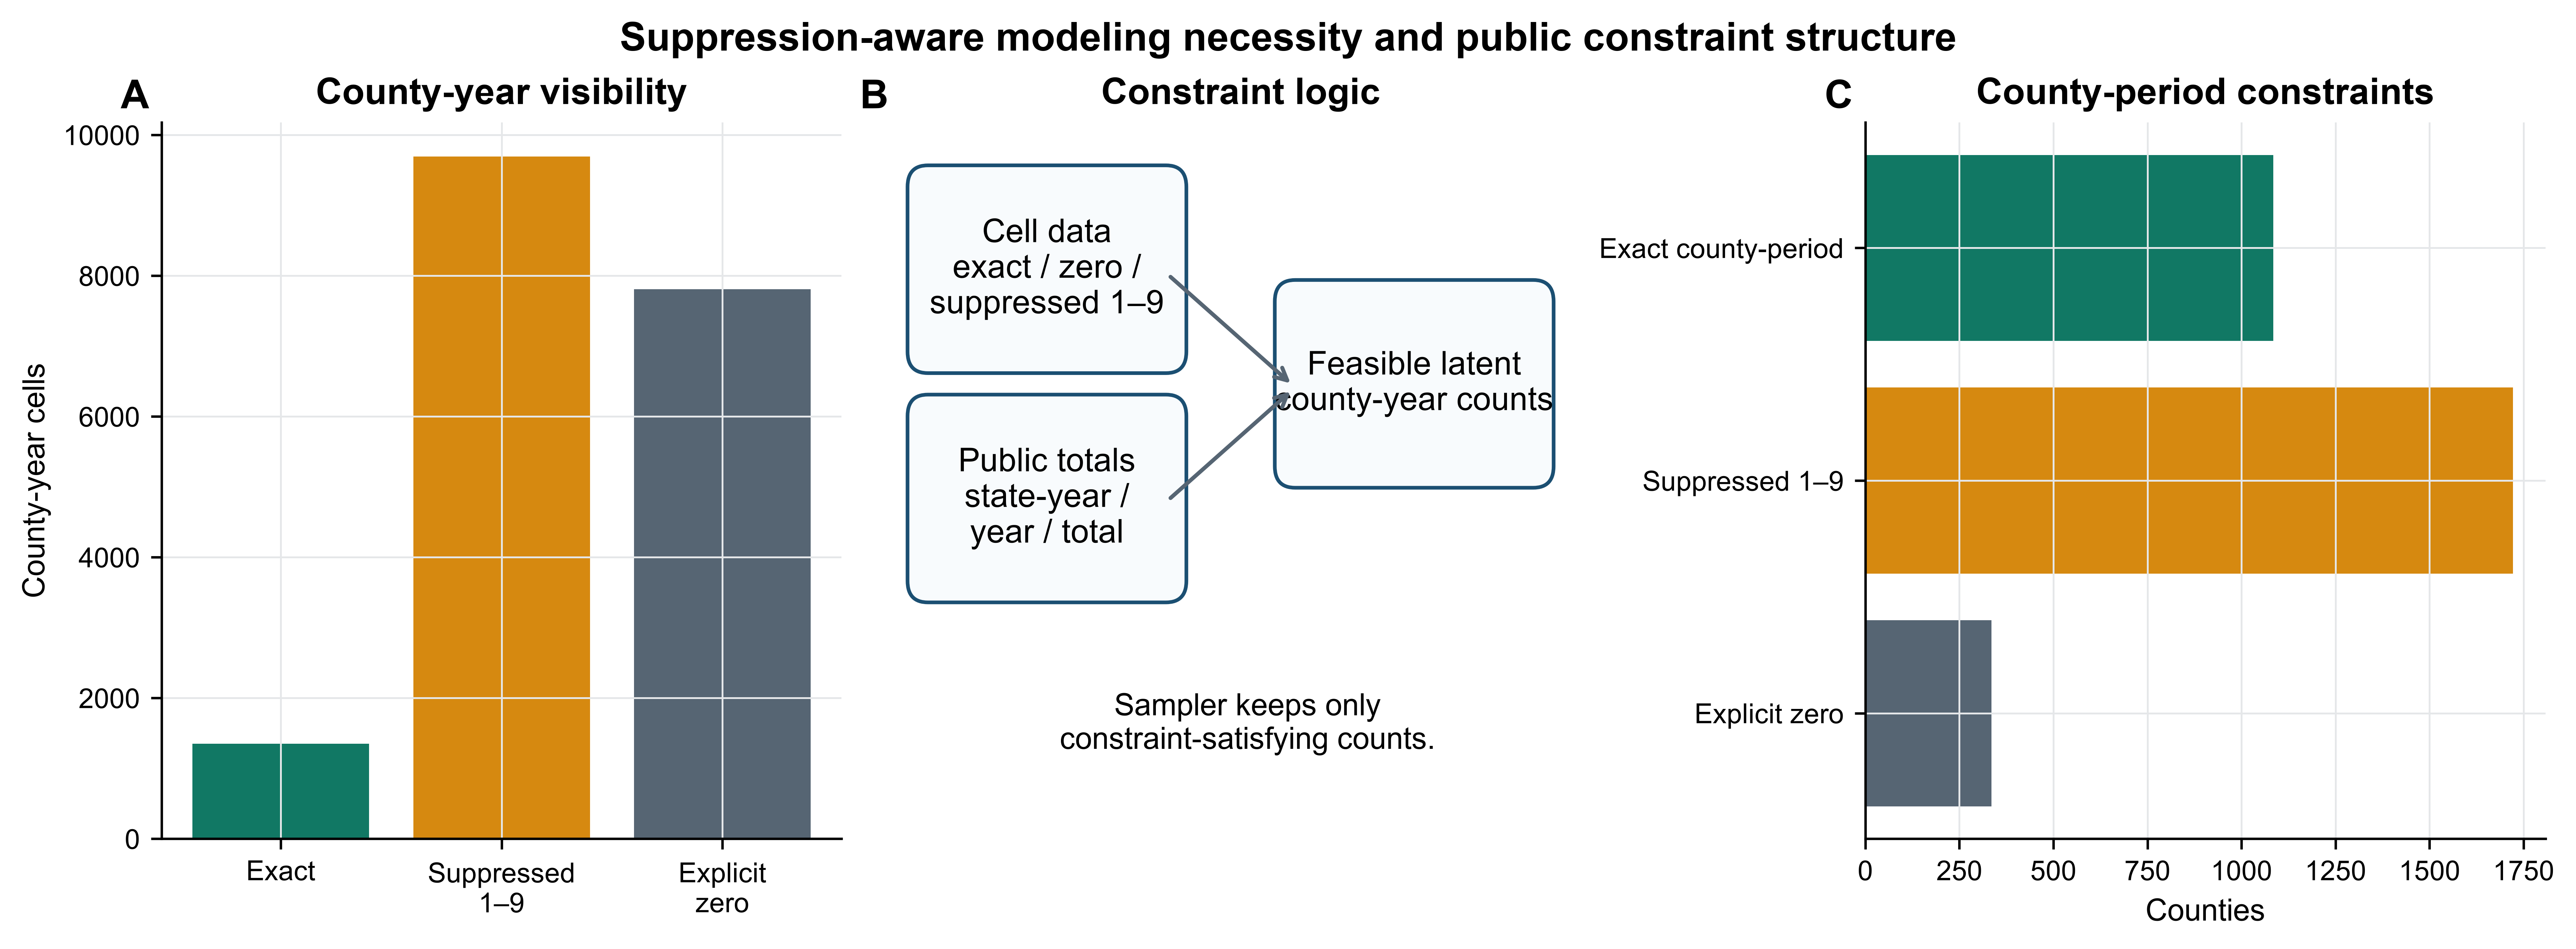 Suppression-aware modeling necessity and public constraint structure
A
County-year visibility
10000
8000
6000
4000
2000
0
County-year cells
Exact
Suppressed
1–9
Explicit
zero
B
Constraint logic
Cell data
exact / zero /
suppressed 1–9
Public totals
state-year /
year / total
Feasible latent
county-year counts
Sampler keeps only
constraint-satisfying counts.
C
County-period constraints
Exact county-period
Suppressed 1–9
Explicit zero
0 250 500 750 1000 1250 1500 1750
Counties